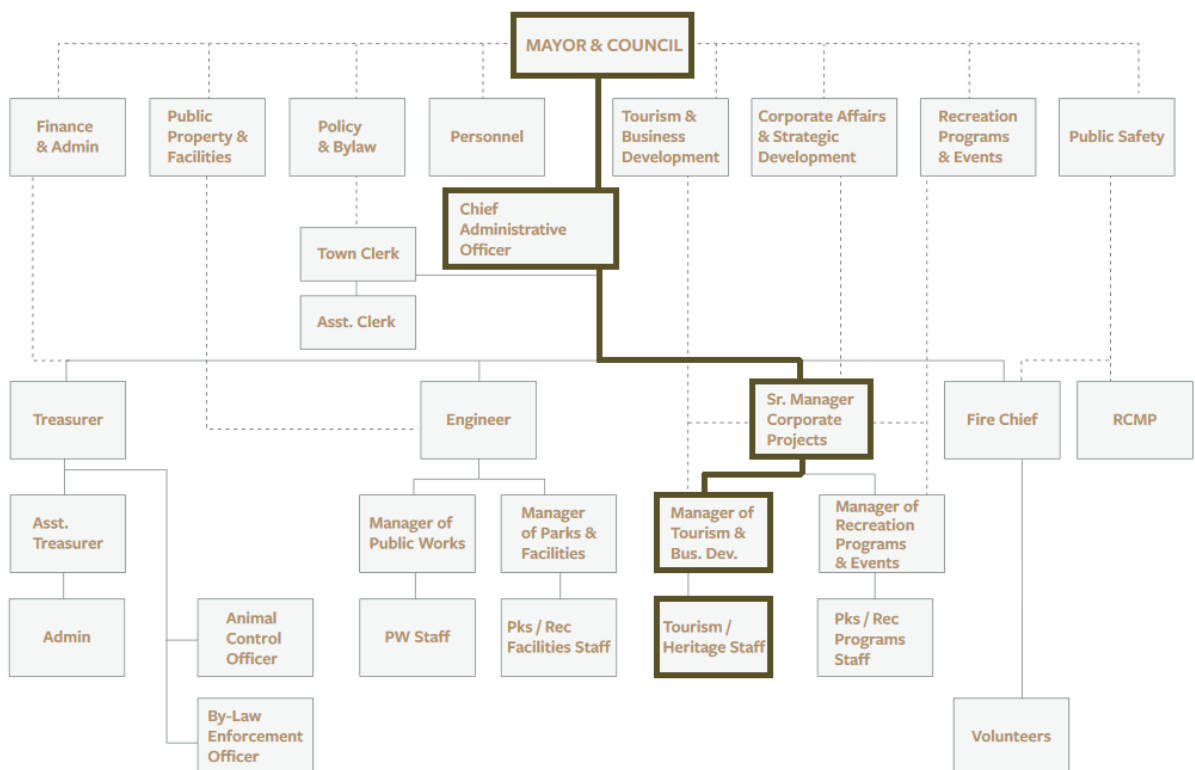 MAYOR & COUNCIL
Finance
& Admin
Public
Property &
Facilities
Policy
& Bylaw
Personnel
Tourism &
Business
Development
Corporate Affairs
& Strategic
Development
Recreation
Programs
& Events
Public Safety
Chief
Administrative
Officer
Town Clerk
Asst. Clerk
Treasurer
Engineer
Sr. Manager
Corporate
Projects
Fire Chief
RCMP
Asst.
Treasurer
Manager of
Public Works
Manager
of Parks &
Facilities
Manager of
Tourism &
Bus. Dev.
Manager of
Recreation
Programs
& Events
Admin
Animal
Control
Officer
PW Staff
Pks / Rec
Facilities Staff
Tourism /
Heritage Staff
Pks / Rec
Programs
Staff
By-Law
Enforcement
Officer
Volunteers